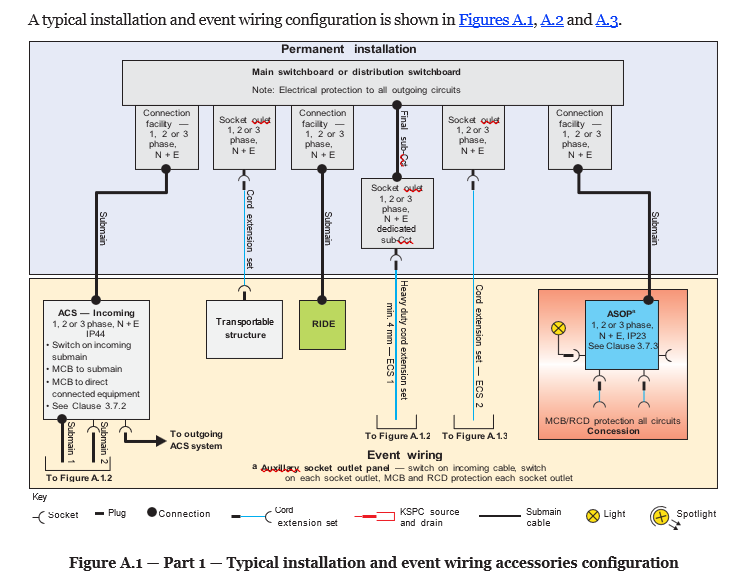 A typical installation and event wiring configuration is shown in Figures A.1, A.2 and A.3.
Permanent installation
Main switchboard or distribution switchboard
Note: Electrical protection to all outgoing circuits
Connection
facility —
1, 2 or 3
phase,
N + E
Socket oulet
1, 2 or 3
phase,
N + E
Connection
facility —
1, 2 or 3
phase,
N + E
Final sub-Cct
Socket oulet
1, 2 or 3
phase,
N + E
Connection
facility —
1, 2 or 3
phase,
N + E
Socket oulet
1, 2 or 3
phase,
N + E
dedicated
sub-Cct
Submain
Cord extension set
Submain
Submain
ACS — Incoming
1, 2 or 3 phase, N + E
IP44
• Switch on incoming
submain
• MCB to submain
• MCB to direct
connected equipment
• See Clause 3.7.2
Transportable
structure
RIDE
Heavy duty cord extension set
min. 4 mm — ECS 1
Cord extension set — ECS 2
ASOPa
1, 2 or 3 phase,
N + E, IP23
See Clause 3.7.3
MCB/RCD protection all circuits
Concession
Submain 1
Submain 2
To outgoing
ACS system
To Figure A.1.2
To Figure A.1.2
To Figure A.1.3
Event wiring
a Auxillary socket outlet panel — switch on incoming cable, switch
on each socket outlet, MCB and RCD protection each socket outlet
Key
Socket
Plug
Connection
Cord
extension set
KSPC source
and drain
Submain
cable
Light
Spotlight
Figure A.1 — Part 1 — Typical installation and event wiring accessories configuration